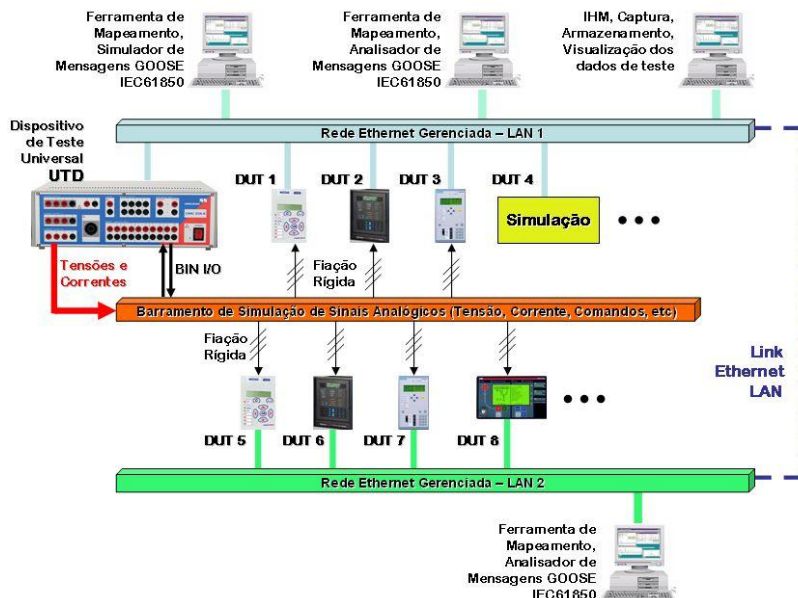 Ferramenta de
Mapeamento,
Simulador de
Mensagens GOOSE
IEC61850
Ferramenta de
Mapeamento,
Analisador de
Mensagens GOOSE
IEC61850
IHM, Captura,
Armazenamento,
Visualização dos
dados de teste
Rede Ethernet Gerenciada – LAN 1
Dispositivo
de Teste
Universal
UTD
DUT 1
DUT 2
DUT 3
DUT 4
Simulação
Tensões e
Correntes
BIN I/O
Fiação
Rígida
Barramento de Simulação de Sinais Analógicos (Tensão, Corrente, Comandos, etc)
Fiação
Rígida
Link
Ethernet
LAN
DUT 5
DUT 6
DUT 7
DUT 8
Rede Ethernet Gerenciada – LAN 2
Ferramenta de
Mapeamento,
Analisador de
Mensagens GOOSE
IEC61850